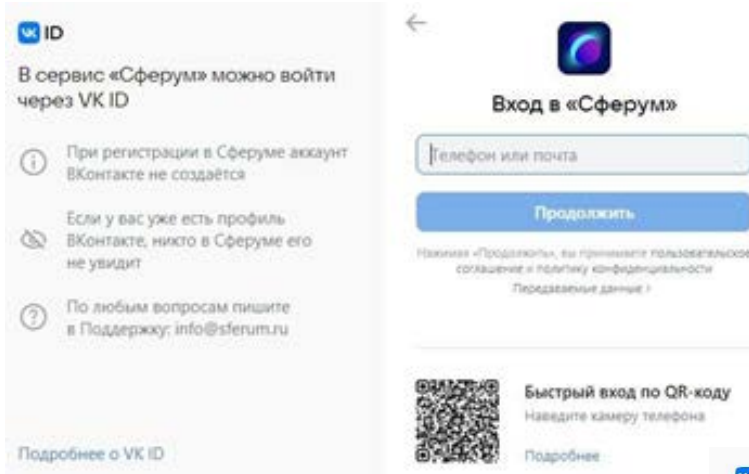 VK ID
В сервис «Сферум» можно войти
через VK ID
При регистрации в Сферуме аккаунт
ВКонтакте не создаётся
Если у вас уже есть профиль
ВКонтакте, никто в Сферуме его
не увидит
По любым вопросам пишите
в Поддержку: info@sferum.ru
Подробнее о VK ID
Вход в «Сферум»
Телефон или почта
Продолжить
Нажимая «Продолжить», вы принимаете пользовательское
соглашение и политику конфиденциальности
Передаваемые данные ›
Быстрый вход по QR-коду
Наведите камеру телефона
Подробнее